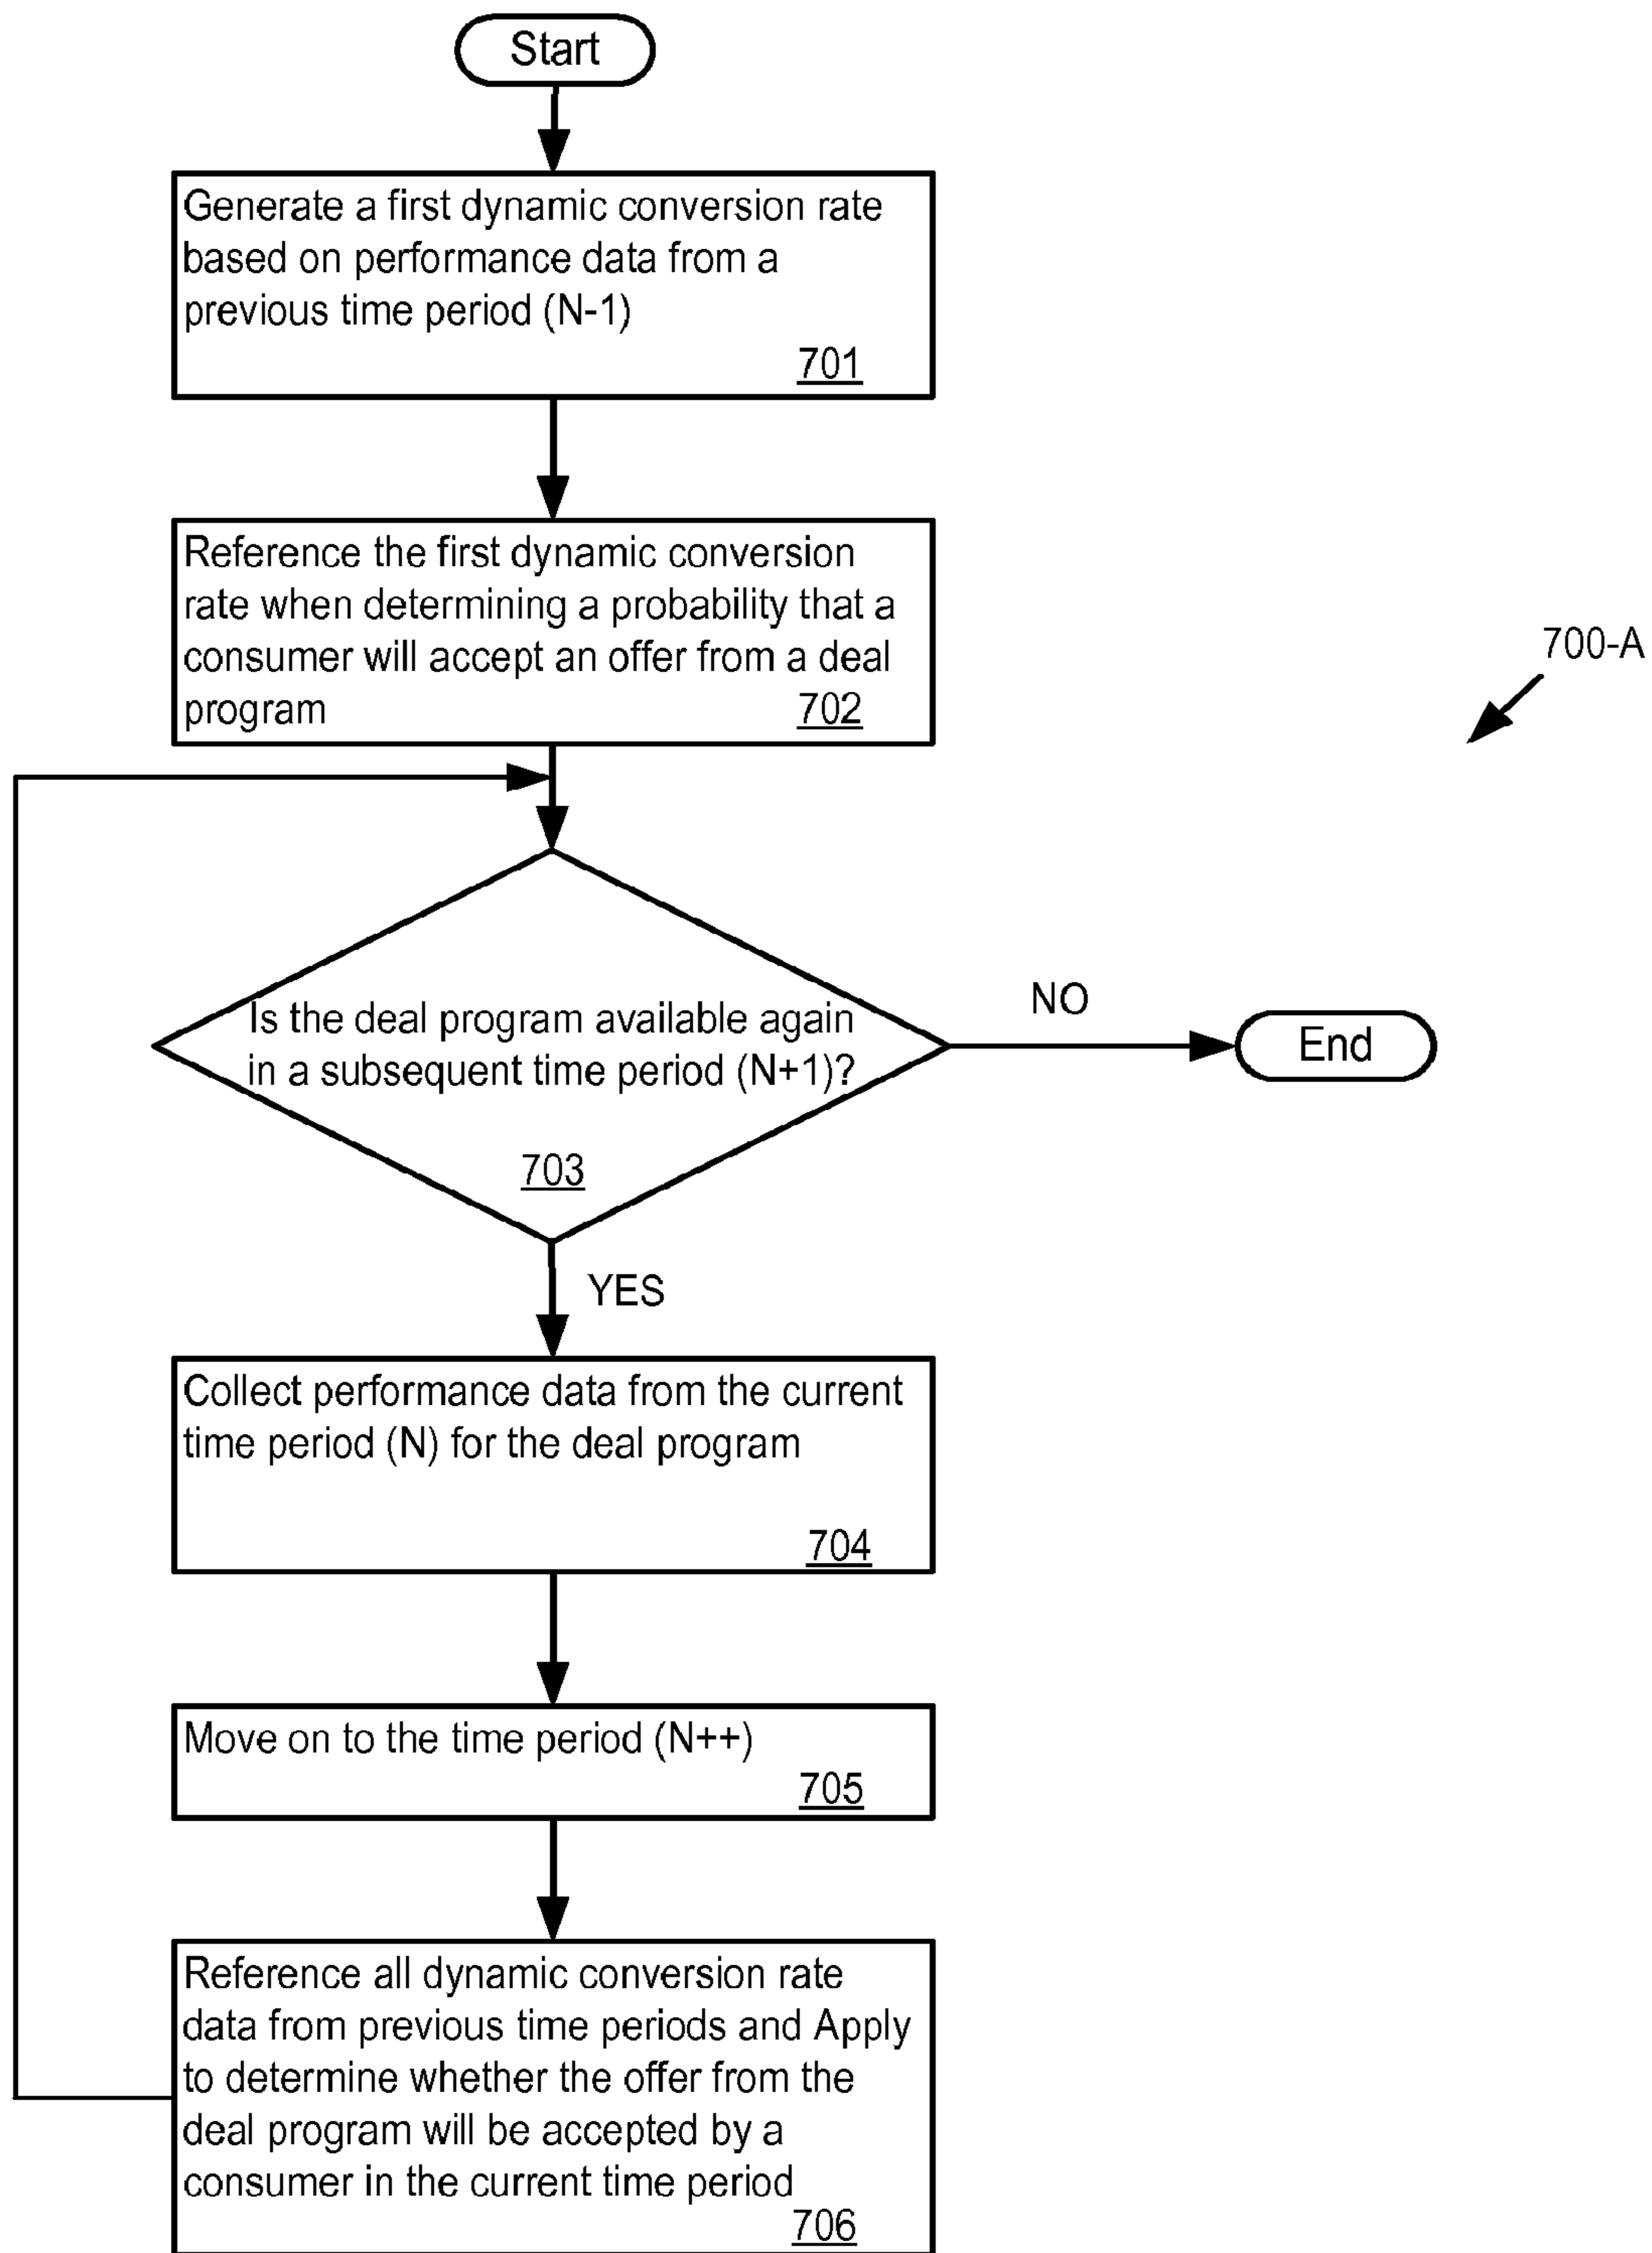 Start
Generate a first dynamic conversion rate
based on performance data from a
previous time period (N-1)
701
Reference the first dynamic conversion
rate when determining a probability that a
consumer will accept an offer from a deal
program 702
700-A
Is the deal program available again
in a subsequent time period (N+1)?
703
NO
End
YES
Collect performance data from the current
time period (N) for the deal program
704
Move on to the time period (N++)
705
Reference all dynamic conversion rate
data from previous time periods and Apply
to determine whether the offer from the
deal program will be accepted by a
consumer in the current time period
706